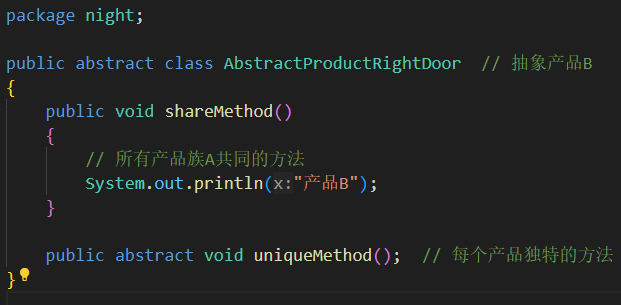 package night;
public abstract class AbstractProductRightDoor  // 抽象产品B
{
    public void shareMethod()
    {
        // 所有产品族A共同的方法
        System.out.println(x:"产品B");
    }
    public abstract void uniqueMethod();  // 每个产品独特的方法
}